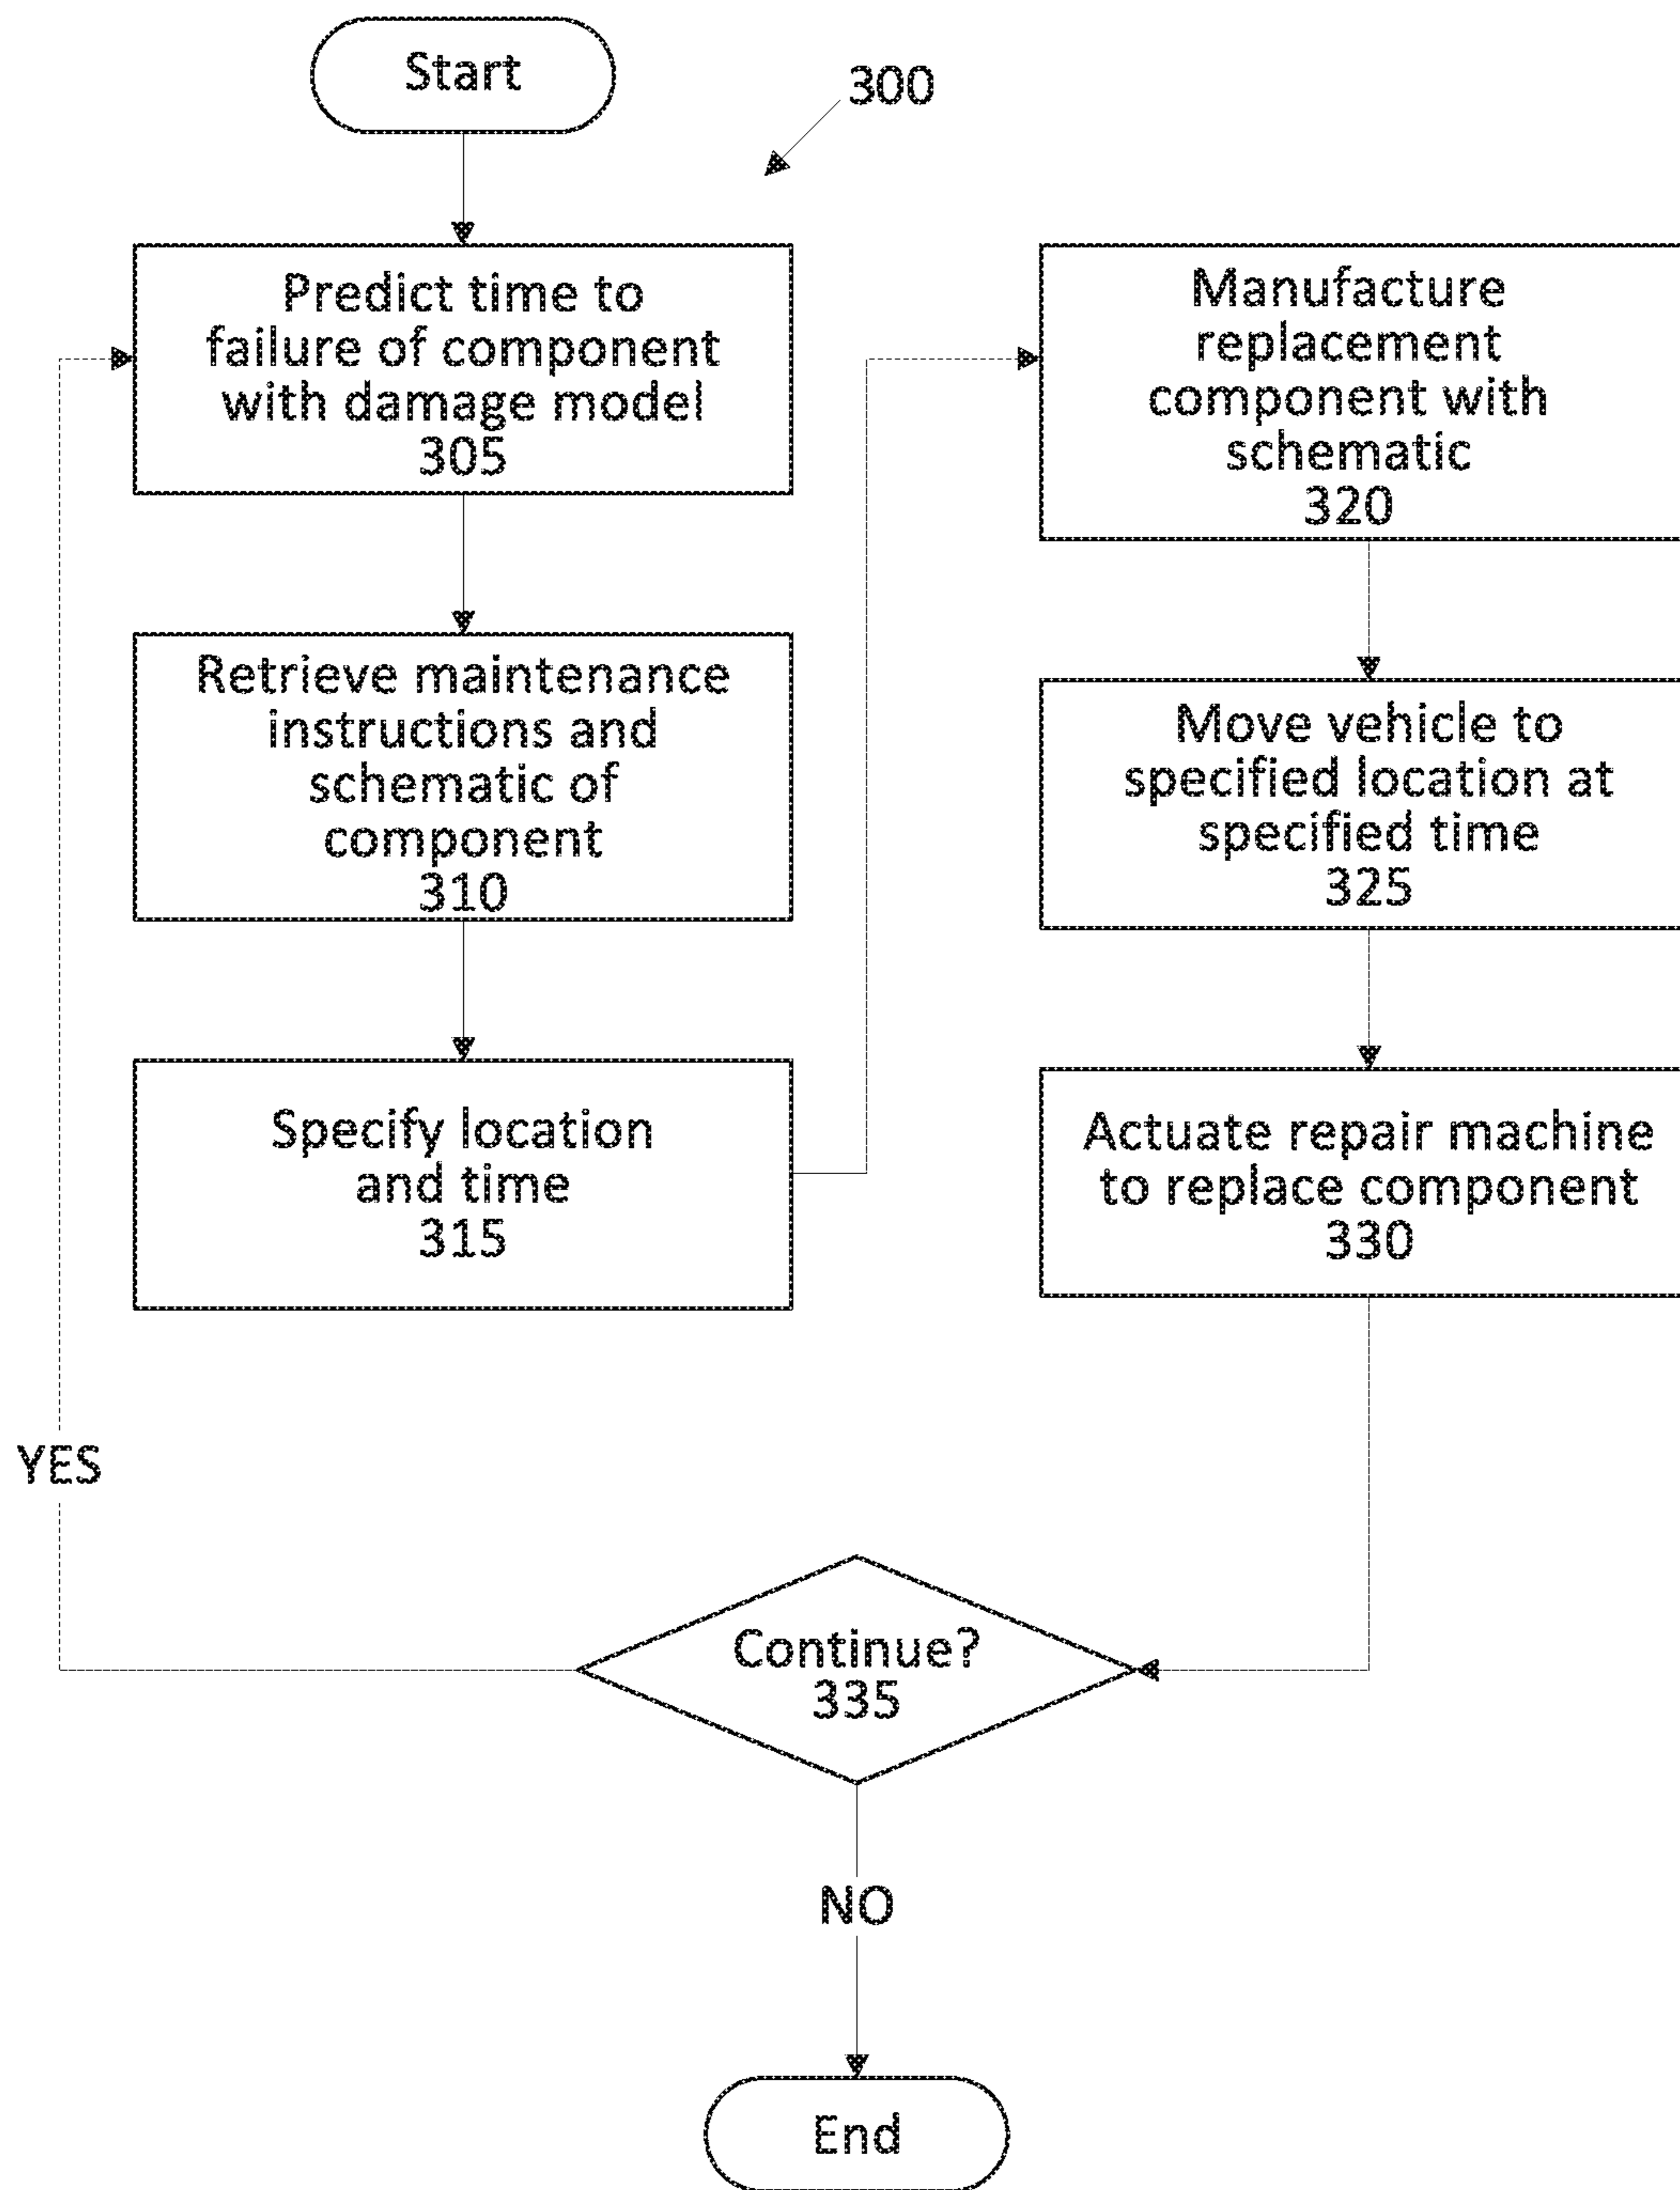 Start
300
Predict time to
failure of component
with damage model
305
Retrieve maintenance
instructions and
schematic of
component
310
Specify location
and time
315
Manufacture
replacement
component with
schematic
320
Move vehicle to
specified location at
specified time
325
Actuate repair machine
to replace component
330
YES
Continue?
335
NO
End